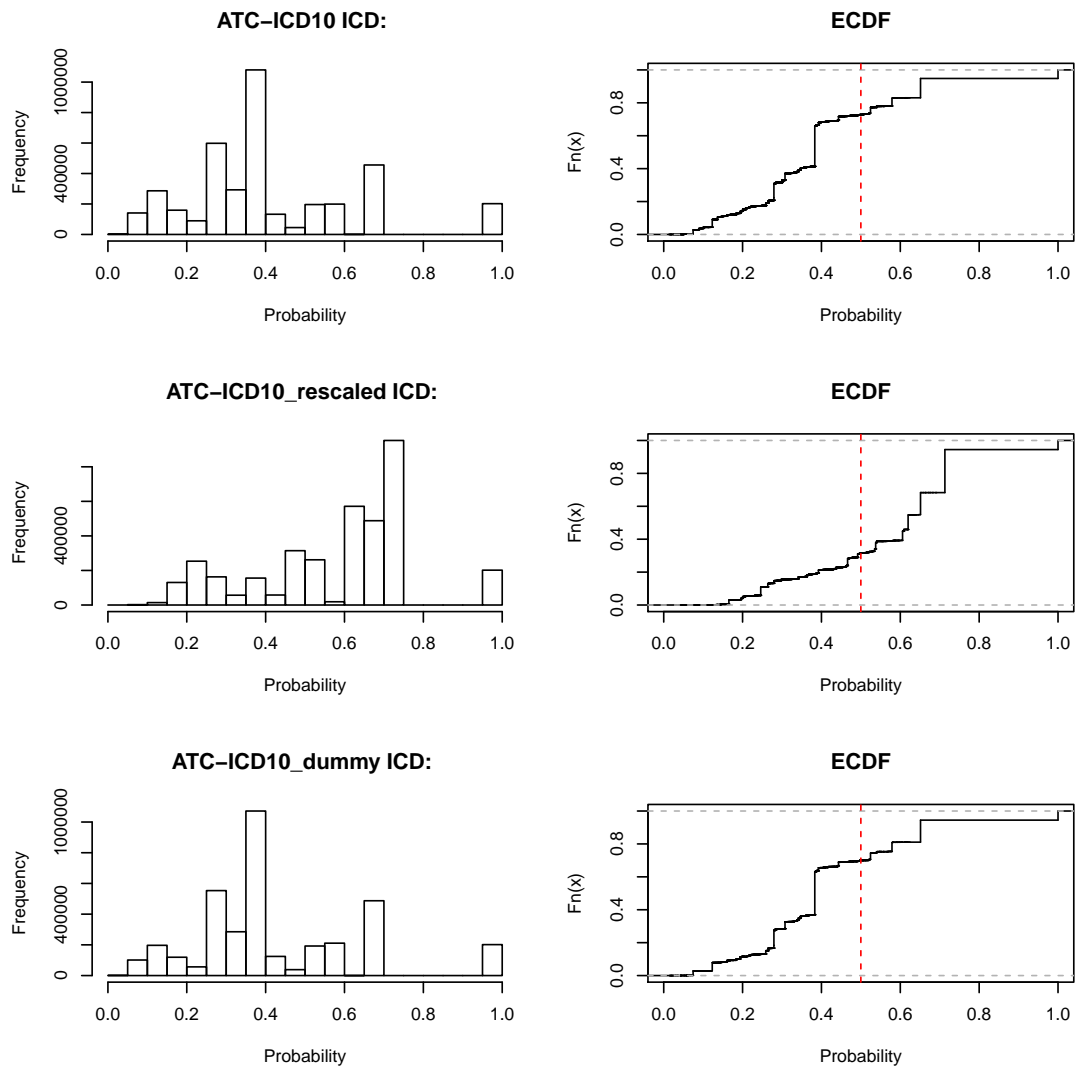 ATC−ICD10 ICD:
Frequency
0
400000
1000000
0.0 0.2 0.4 0.6 0.8 1.0
Probability
ECDF
Fn(x)
0.0
0.4
0.8
0.0 0.2 0.4 0.6 0.8 1.0
Probability
ATC−ICD10_rescaled ICD:
Frequency
0
400000
0.0 0.2 0.4 0.6 0.8 1.0
Probability
ECDF
Fn(x)
0.0
0.4
0.8
0.0 0.2 0.4 0.6 0.8 1.0
Probability
ATC−ICD10_dummy ICD:
Frequency
0
400000
1000000
0.0 0.2 0.4 0.6 0.8 1.0
Probability
ECDF
Fn(x)
0.0
0.4
0.8
0.0 0.2 0.4 0.6 0.8 1.0
Probability